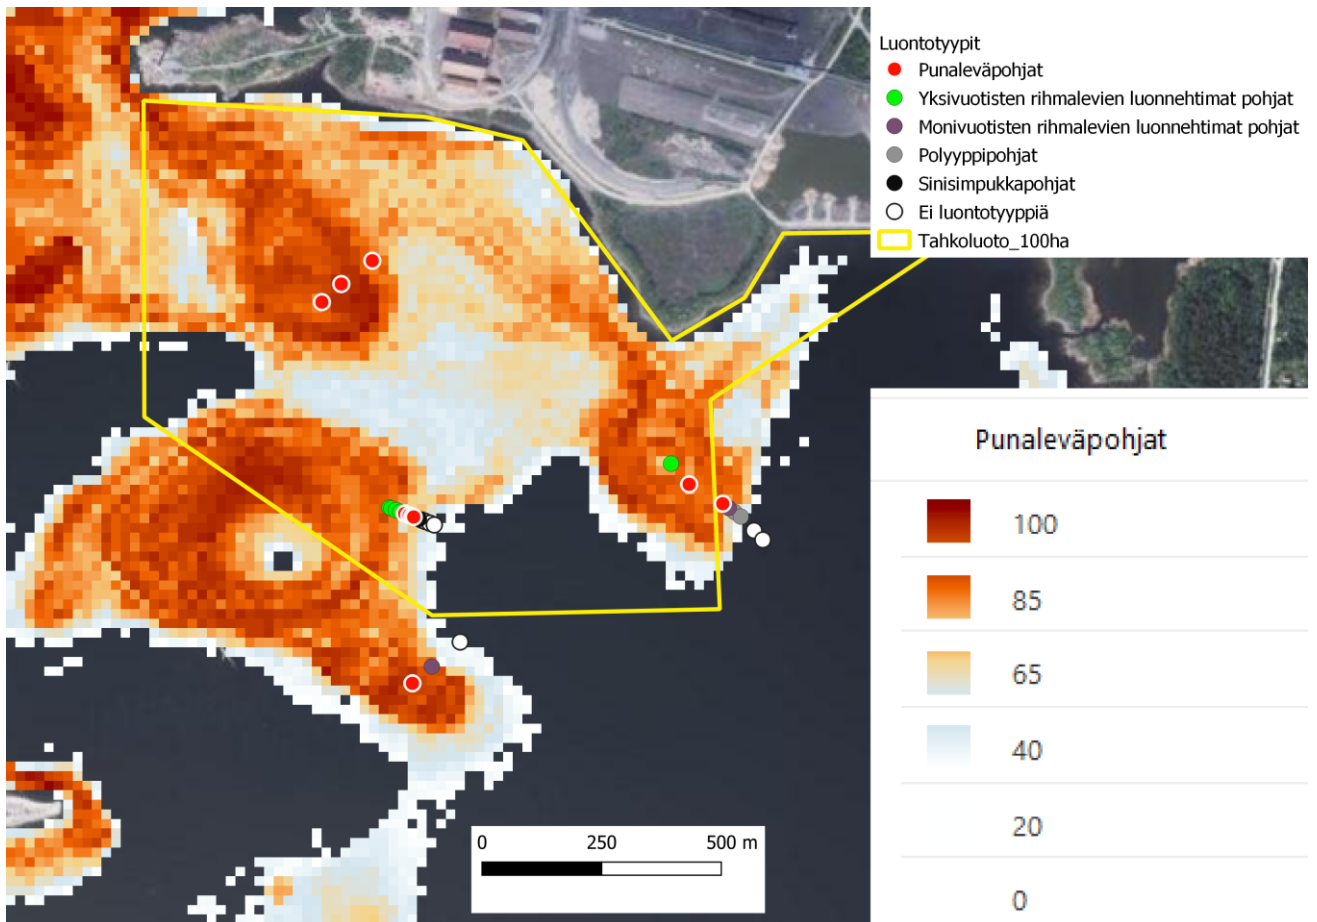 Luontotyypit
Punaleväpohjat
Yksivuotisten rihmalevien luonnehtimat pohjat
Monivuotisten rihmalevien luonnehtimat pohjat
Polyyppipohjat
Sinisimpukkapohjat
Ei luontotyyppiä
Tahkoluoto_100ha
Punaleväpohjat
100
85
65
40
20
0
0 250 500 m